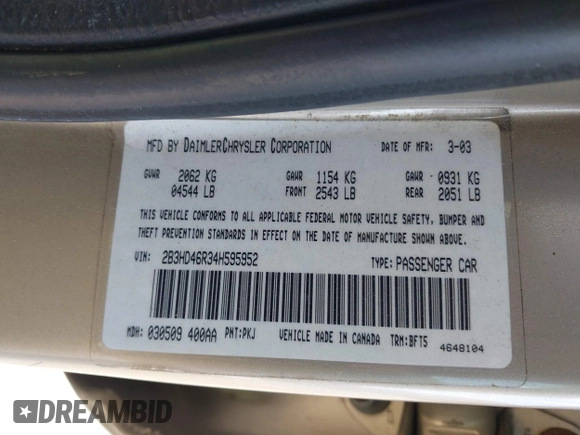 MFD BY DAIMLERCHRYSLER CORPORATION DATE OF MFR: 3-03
GVWR 2062 KG GAWR 1154 KG GAWR 0931 KG
04544 LB FRONT 2543 LB REAR 2051 LB
THIS VEHICLE CONFORMS TO ALL APPLICABLE FEDERAL MOTOR VEHICLE SAFETY, BUMPER AND
THEFT PREVENTION STANDARDS IN EFFECT ON THE DATE OF MANUFACTURE SHOWN ABOVE.
VIN: 2B3HD46R34H595952 TYPE: PASSENGER CAR
MDH: 030509 400AA PNT: PKJ VEHICLE MADE IN CANADA TRM: BFT5
4648104
DREAMBID